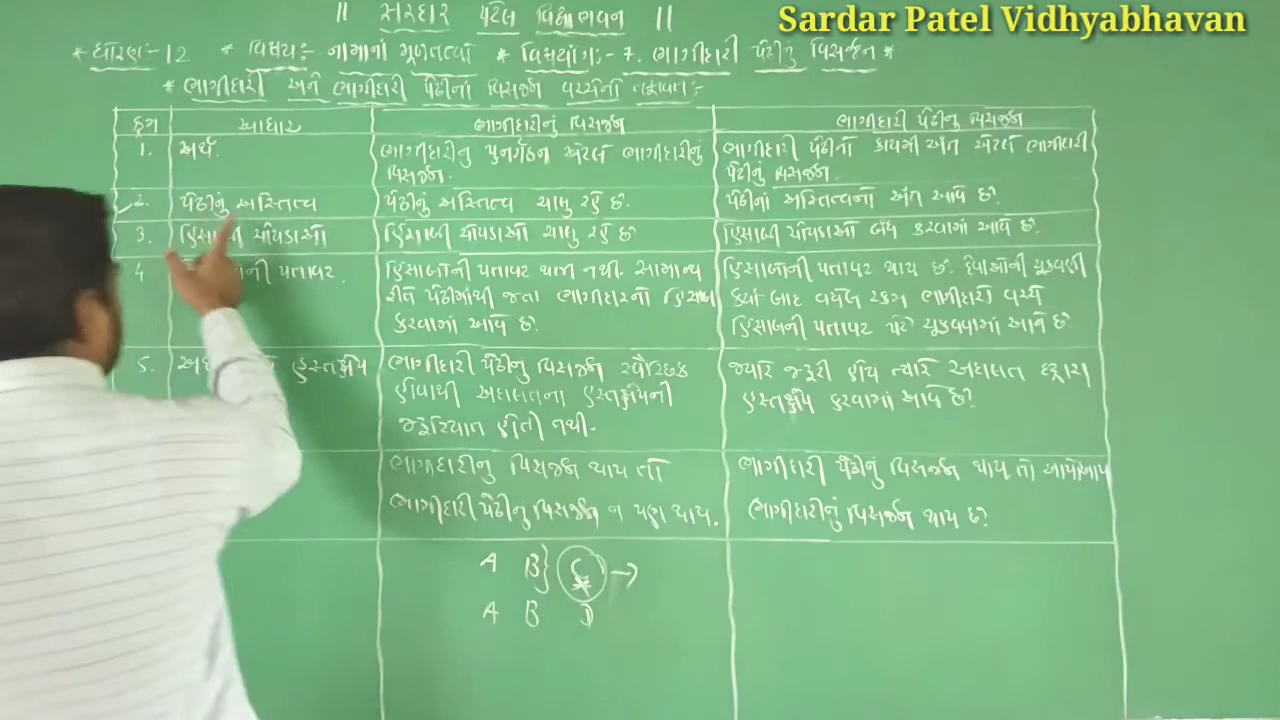 Sardar Patel Vidhyabhavan
|| સરદાર પટેલ વિદ્યાભવન ||
* ધોરણ:- 12 * વિષય:- નામાનાં મૂળતત્વો * વિષયાંગ:- 7. ભાગીદારી પેઢીનું વિસર્જન *
* ભાગીદારી અને ભાગીદારી પેઢીના વિસર્જન વચ્ચેના તફાવત:-
ક્રમ આધાર ભાગીદારીનું વિસર્જન ભાગીદારી પેઢીનું વિસર્જન
1. અર્થ. ભાગીદારીનું પુનર્ગઠન એટલે ભાગીદારીનું ભાગીદારી પેઢીનો કાયમી અંત એટલે ભાગીદારી
વિસર્જન. પેઢીનું વિસર્જન.
2. પેઢીનું અસ્તિત્વ પેઢીનું અસ્તિત્વ ચાલુ રહે છે. પેઢીના અસ્તિત્વનો અંત આવે છે.
3. હિસાબી ચોપડાઓ હિસાબી ચોપડાઓ ચાલુ રહે છે હિસાબી ચોપડાઓ બંધ કરવામાં આવે છે.
4 ની પતાવટ. હિસાબોની પતાવટ થતી નથી. સામાન્ય હિસાબોની પતાવટ થાય છે. દેવાઓની ચૂકવણી
રીતે પેઢીમાંથી જતા ભાગીદારનો હિસાબ કર્યા બાદ વધેલ રકમ ભાગીદારો વચ્ચે
કરવામાં આવે છે. હિસાબની પતાવટ પેટે ચૂકવવામાં આવે છે.
5. હસ્તક્ષેપ ભાગીદારી પેઢીનું વિસર્જન સ્વૈચ્છિક જ્યારે જરૂરી હોય ત્યારે અદાલત દ્વારા
હોવાથી અદાલતના હસ્તક્ષેપની હસ્તક્ષેપ કરવામાં આવે છે.
જરૂરિયાત હોતી નથી.
ભાગીદારીનું વિસર્જન થાય તો ભાગીદારી પેઢીનું વિસર્જન થાય તો આપોઆપ
ભાગીદારી પેઢીનું વિસર્જન ન પણ થાય. ભાગીદારીનું વિસર્જન થાય છે.
A B } C →
A B D